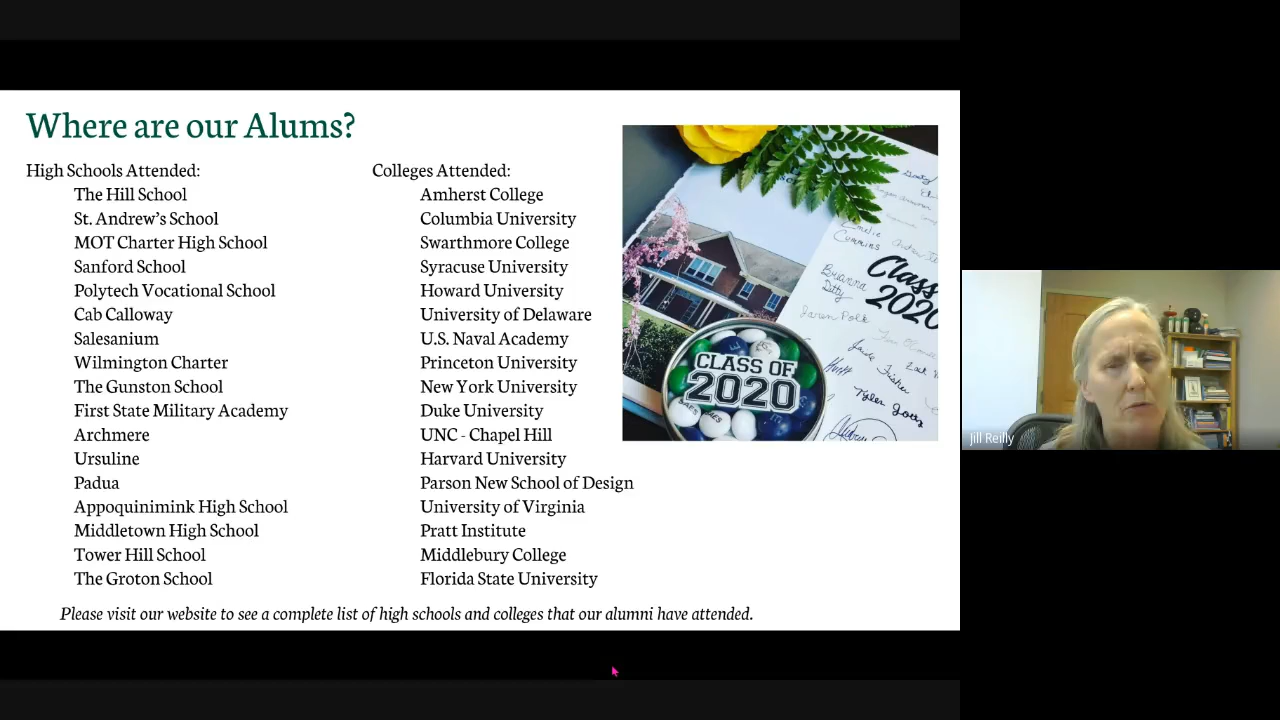 Where are our Alums?
High Schools Attended:
The Hill School
St. Andrew's School
MOT Charter High School
Sanford School
Polytech Vocational School
Cab Calloway
Salesanium
Wilmington Charter
The Gunston School
First State Military Academy
Archmere
Ursuline
Padua
Appoquinimink High School
Middletown High School
Tower Hill School
The Groton School
Colleges Attended:
Amherst College
Columbia University
Swarthmore College
Syracuse University
Howard University
University of Delaware
U.S. Naval Academy
Princeton University
New York University
Duke University
UNC - Chapel Hill
Harvard University
Parson New School of Design
University of Virginia
Pratt Institute
Middlebury College
Florida State University
Please visit our website to see a complete list of high schools and colleges that our alumni have attended.
Cummins
Brianna
Class
2020
Jaren Polk
CLASS OF
2020
Jill Reilly